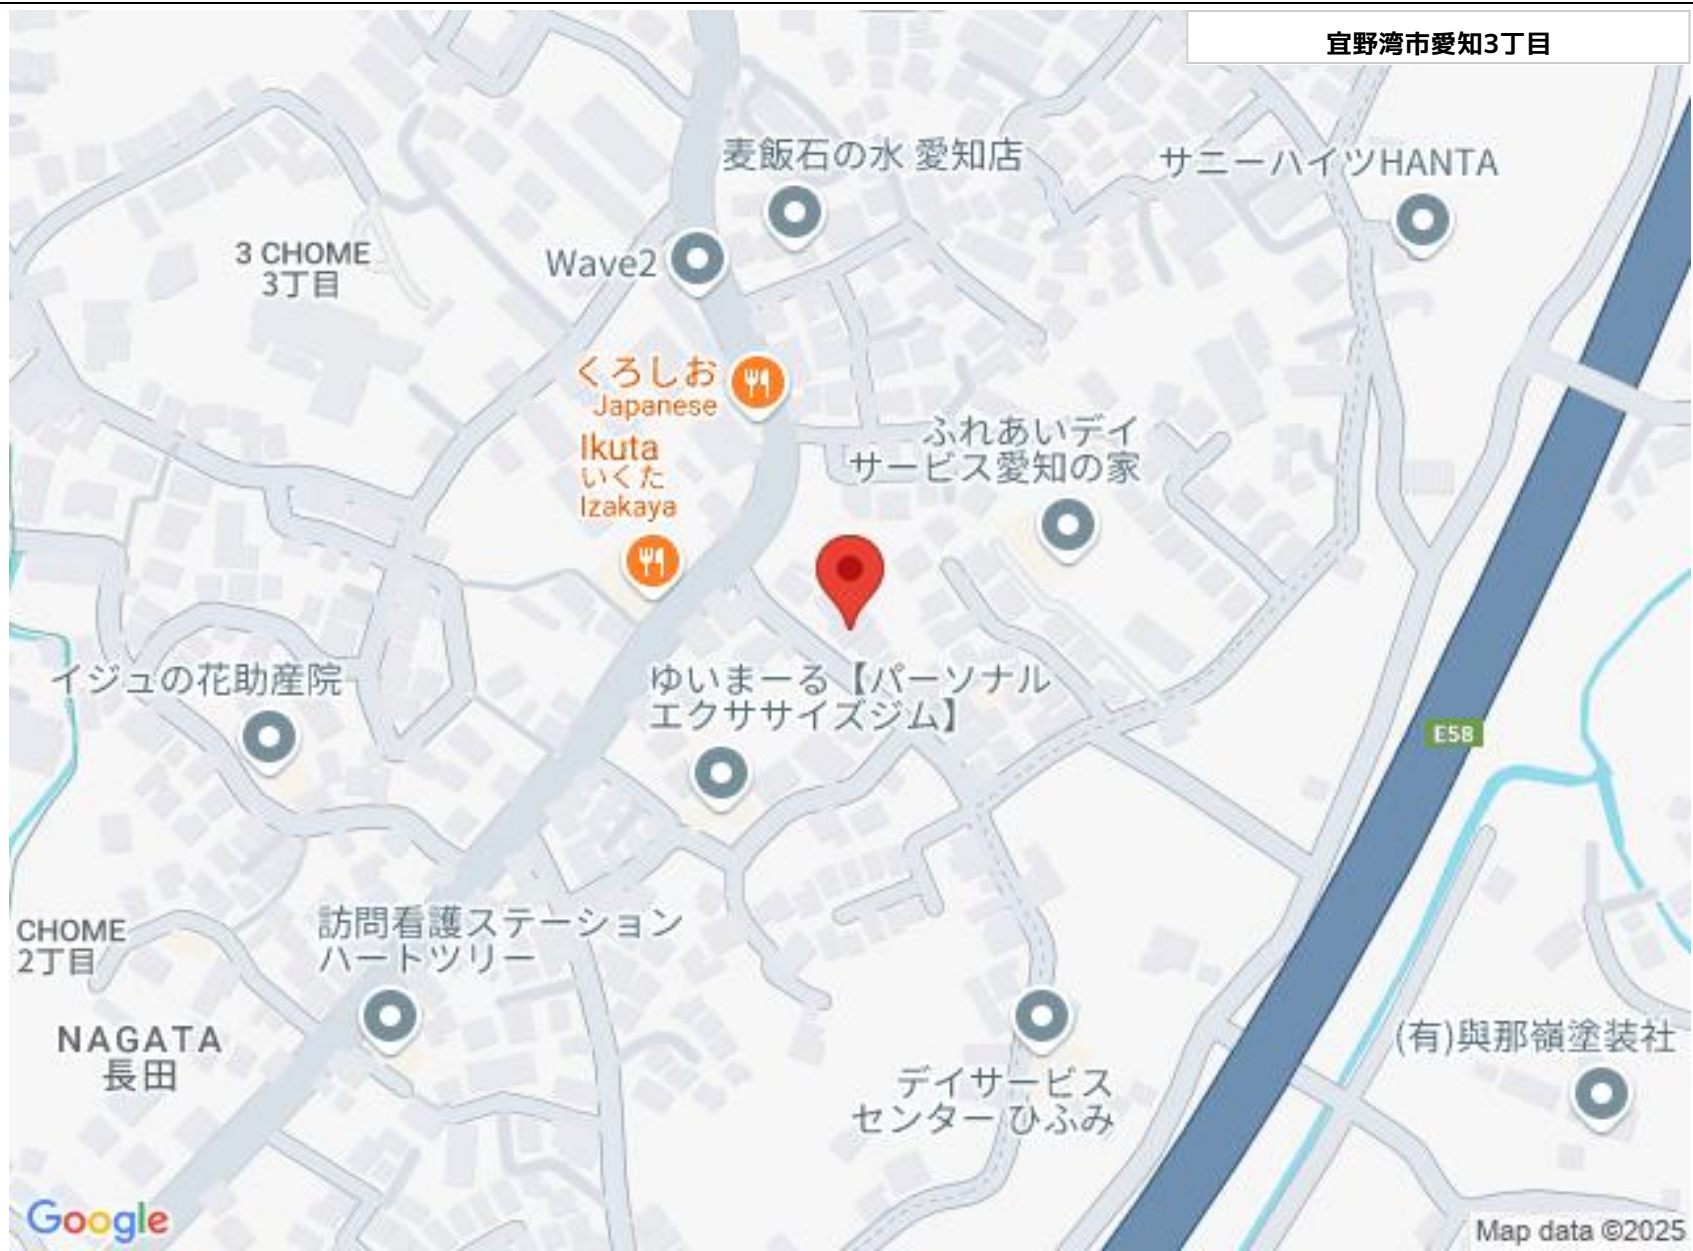 宜野湾市愛知3丁目
麦飯石の水 愛知店
サニーハイツHANTA
3 CHOME
3丁目
Wave2
くろしお
Japanese
Ikuta
いくた
Izakaya
ふれあいデイ
サービス愛知の家
イジュの花助産院
ゆいまーる【パーソナル
エクササイズジム】
E58
CHOME
2丁目
訪問看護ステーション
ハートツリー
NAGATA
長田
(有)與那嶺塗装社
デイサービス
センター ひふみ
Google
Map data ©2025